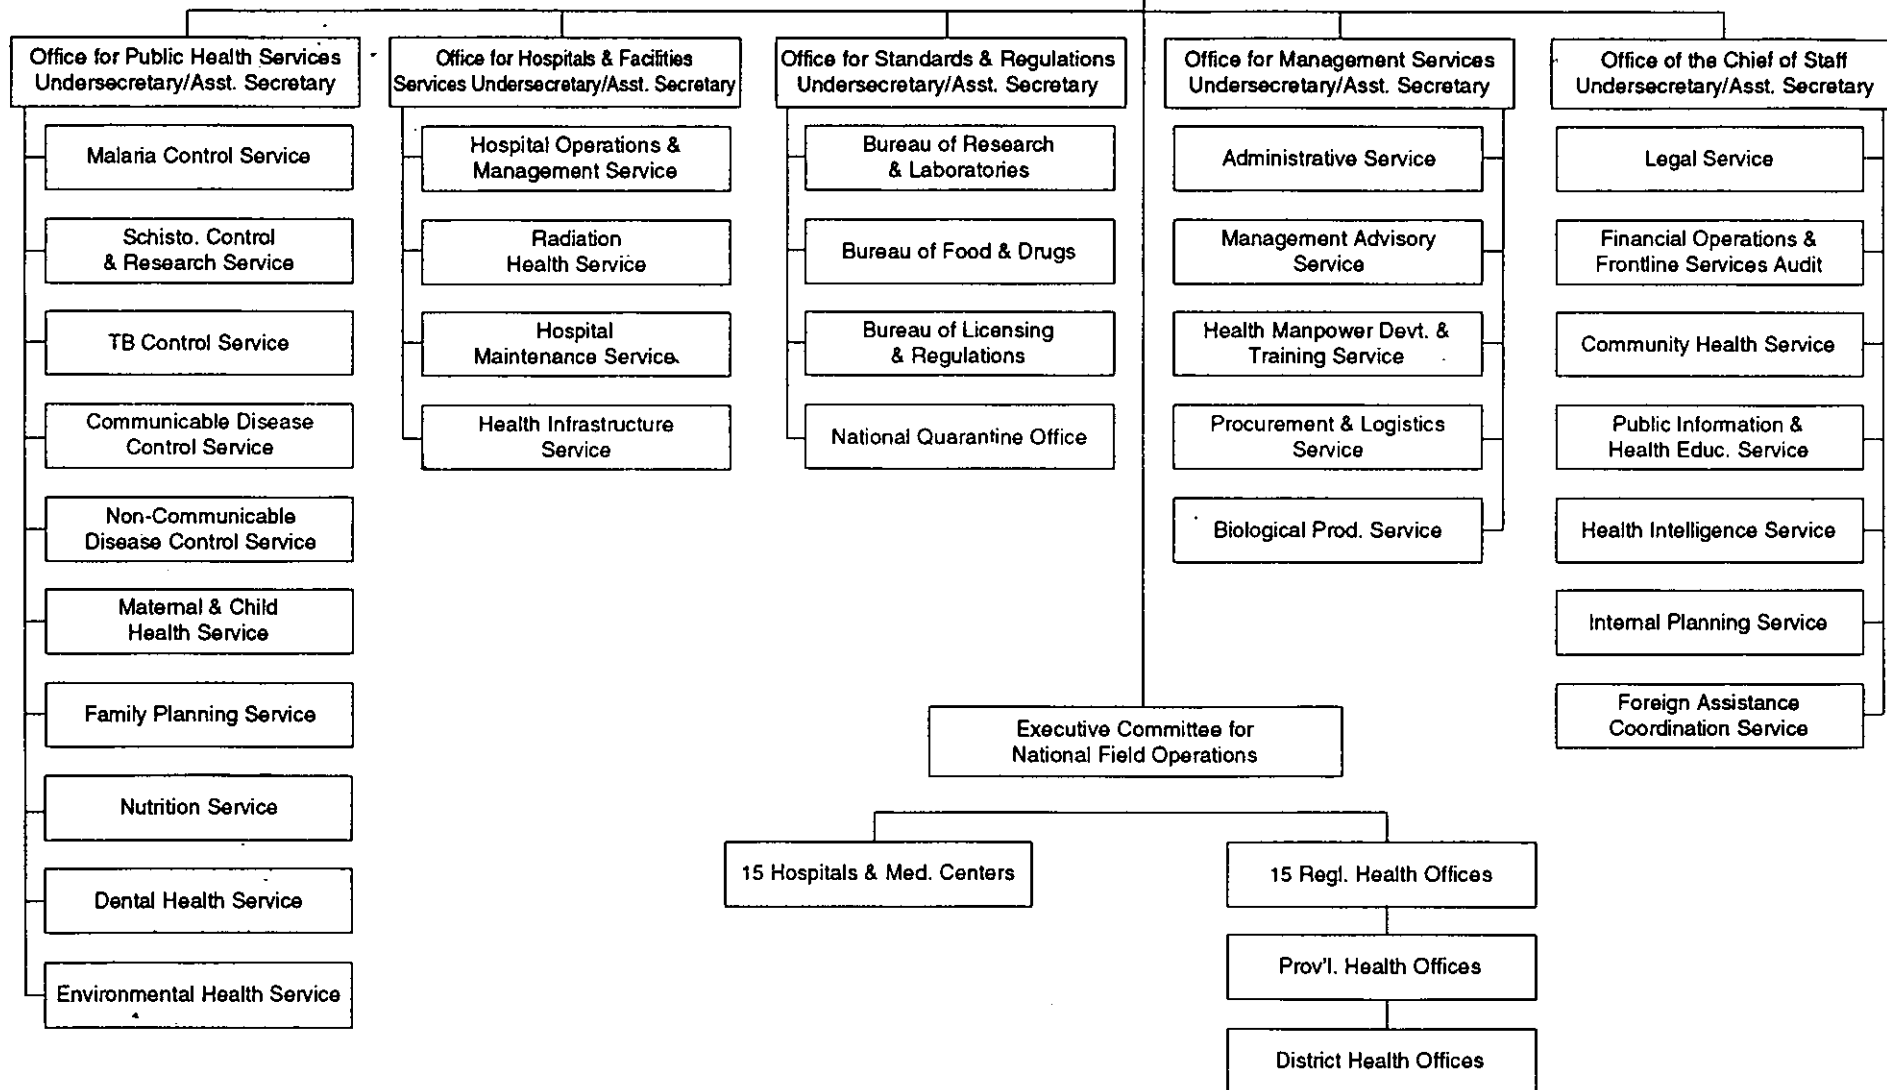 Office for Public Health Services
Undersecretary/Asst. Secretary
Malaria Control Service
Schisto. Control
& Research Service
TB Control Service
Communicable Disease
Control Service
Non-Communicable
Disease Control Service
Maternal & Child
Health Service
Family Planning Service
Nutrition Service
Dental Health Service
Environmental Health Service
Office for Hospitals & Facilities
Services Undersecretary/Asst. Secretary
Hospital Operations &
Management Service
Radiation
Health Service
Hospital
Maintenance Service
Health Infrastructure
Service
Office for Standards & Regulations
Undersecretary/Asst. Secretary
Bureau of Research
& Laboratories
Bureau of Food & Drugs
Bureau of Licensing
& Regulations
National Quarantine Office
Office for Management Services
Undersecretary/Asst. Secretary
Administrative Service
Management Advisory
Service
Health Manpower Devt. &
Training Service
Procurement & Logistics
Service
Biological Prod. Service
Office of the Chief of Staff
Undersecretary/Asst. Secretary
Legal Service
Financial Operations &
Frontline Services Audit
Community Health Service
Public Information &
Health Educ. Service
Health Intelligence Service
Internal Planning Service
Foreign Assistance
Coordination Service
Executive Committee for
National Field Operations
15 Hospitals & Med. Centers
15 Regl. Health Offices
Prov'l. Health Offices
District Health Offices